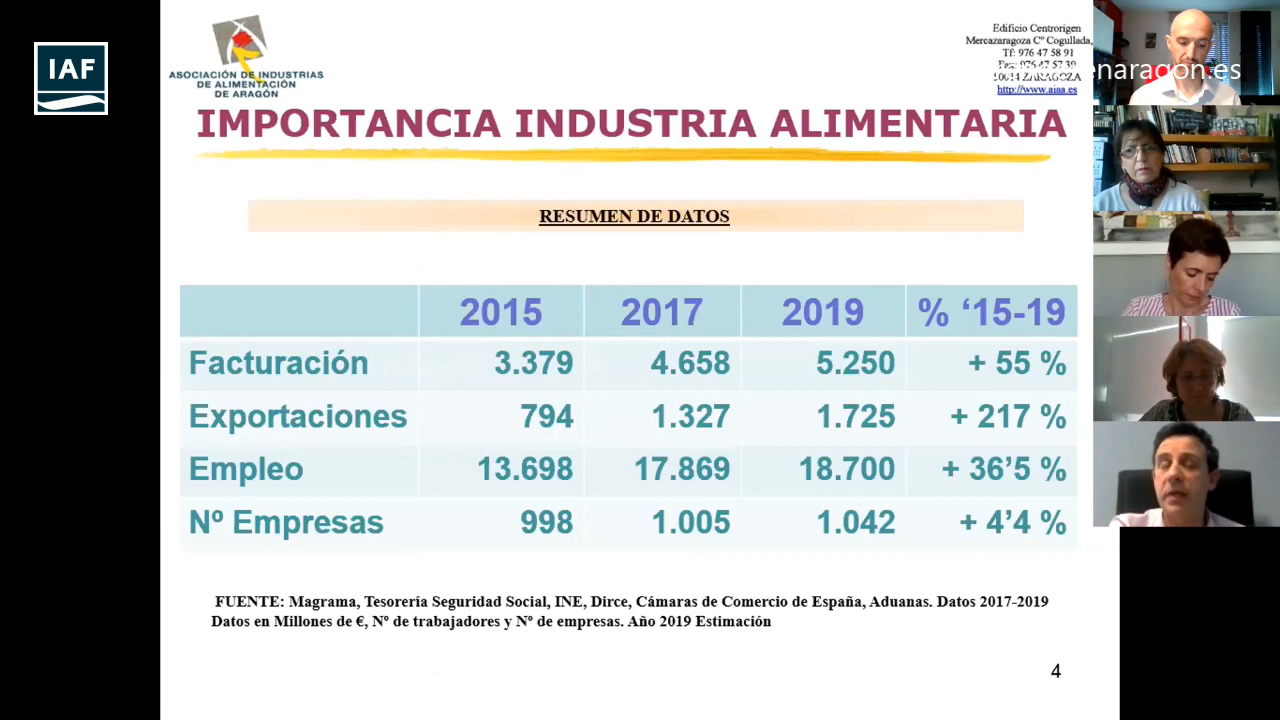 IAF
ASOCIACIÓN DE INDUSTRIAS
DE ALIMENTACIÓN
DE ARAGÓN
Edificio Centrorigen
Mercazaragoza Cº Cogullada,
Tf: 976 47 58 91
Fax: 976 47 57 39
ZARAGOZA
enaragon.es
http://www.aiaa.es
IMPORTANCIA INDUSTRIA ALIMENTARIA
RESUMEN DE DATOS
2015 2017 2019 % ‘15-19
Facturación 3.379 4.658 5.250 + 55 %
Exportaciones 794 1.327 1.725 + 217 %
Empleo 13.698 17.869 18.700 + 36’5 %
Nº Empresas 998 1.005 1.042 + 4’4 %
FUENTE: Magrama, Tesorería Seguridad Social, INE, Dirce, Cámaras de Comercio de España, Aduanas. Datos 2017-2019
Datos en Millones de €, Nº de trabajadores y Nº de empresas. Año 2019 Estimación
4